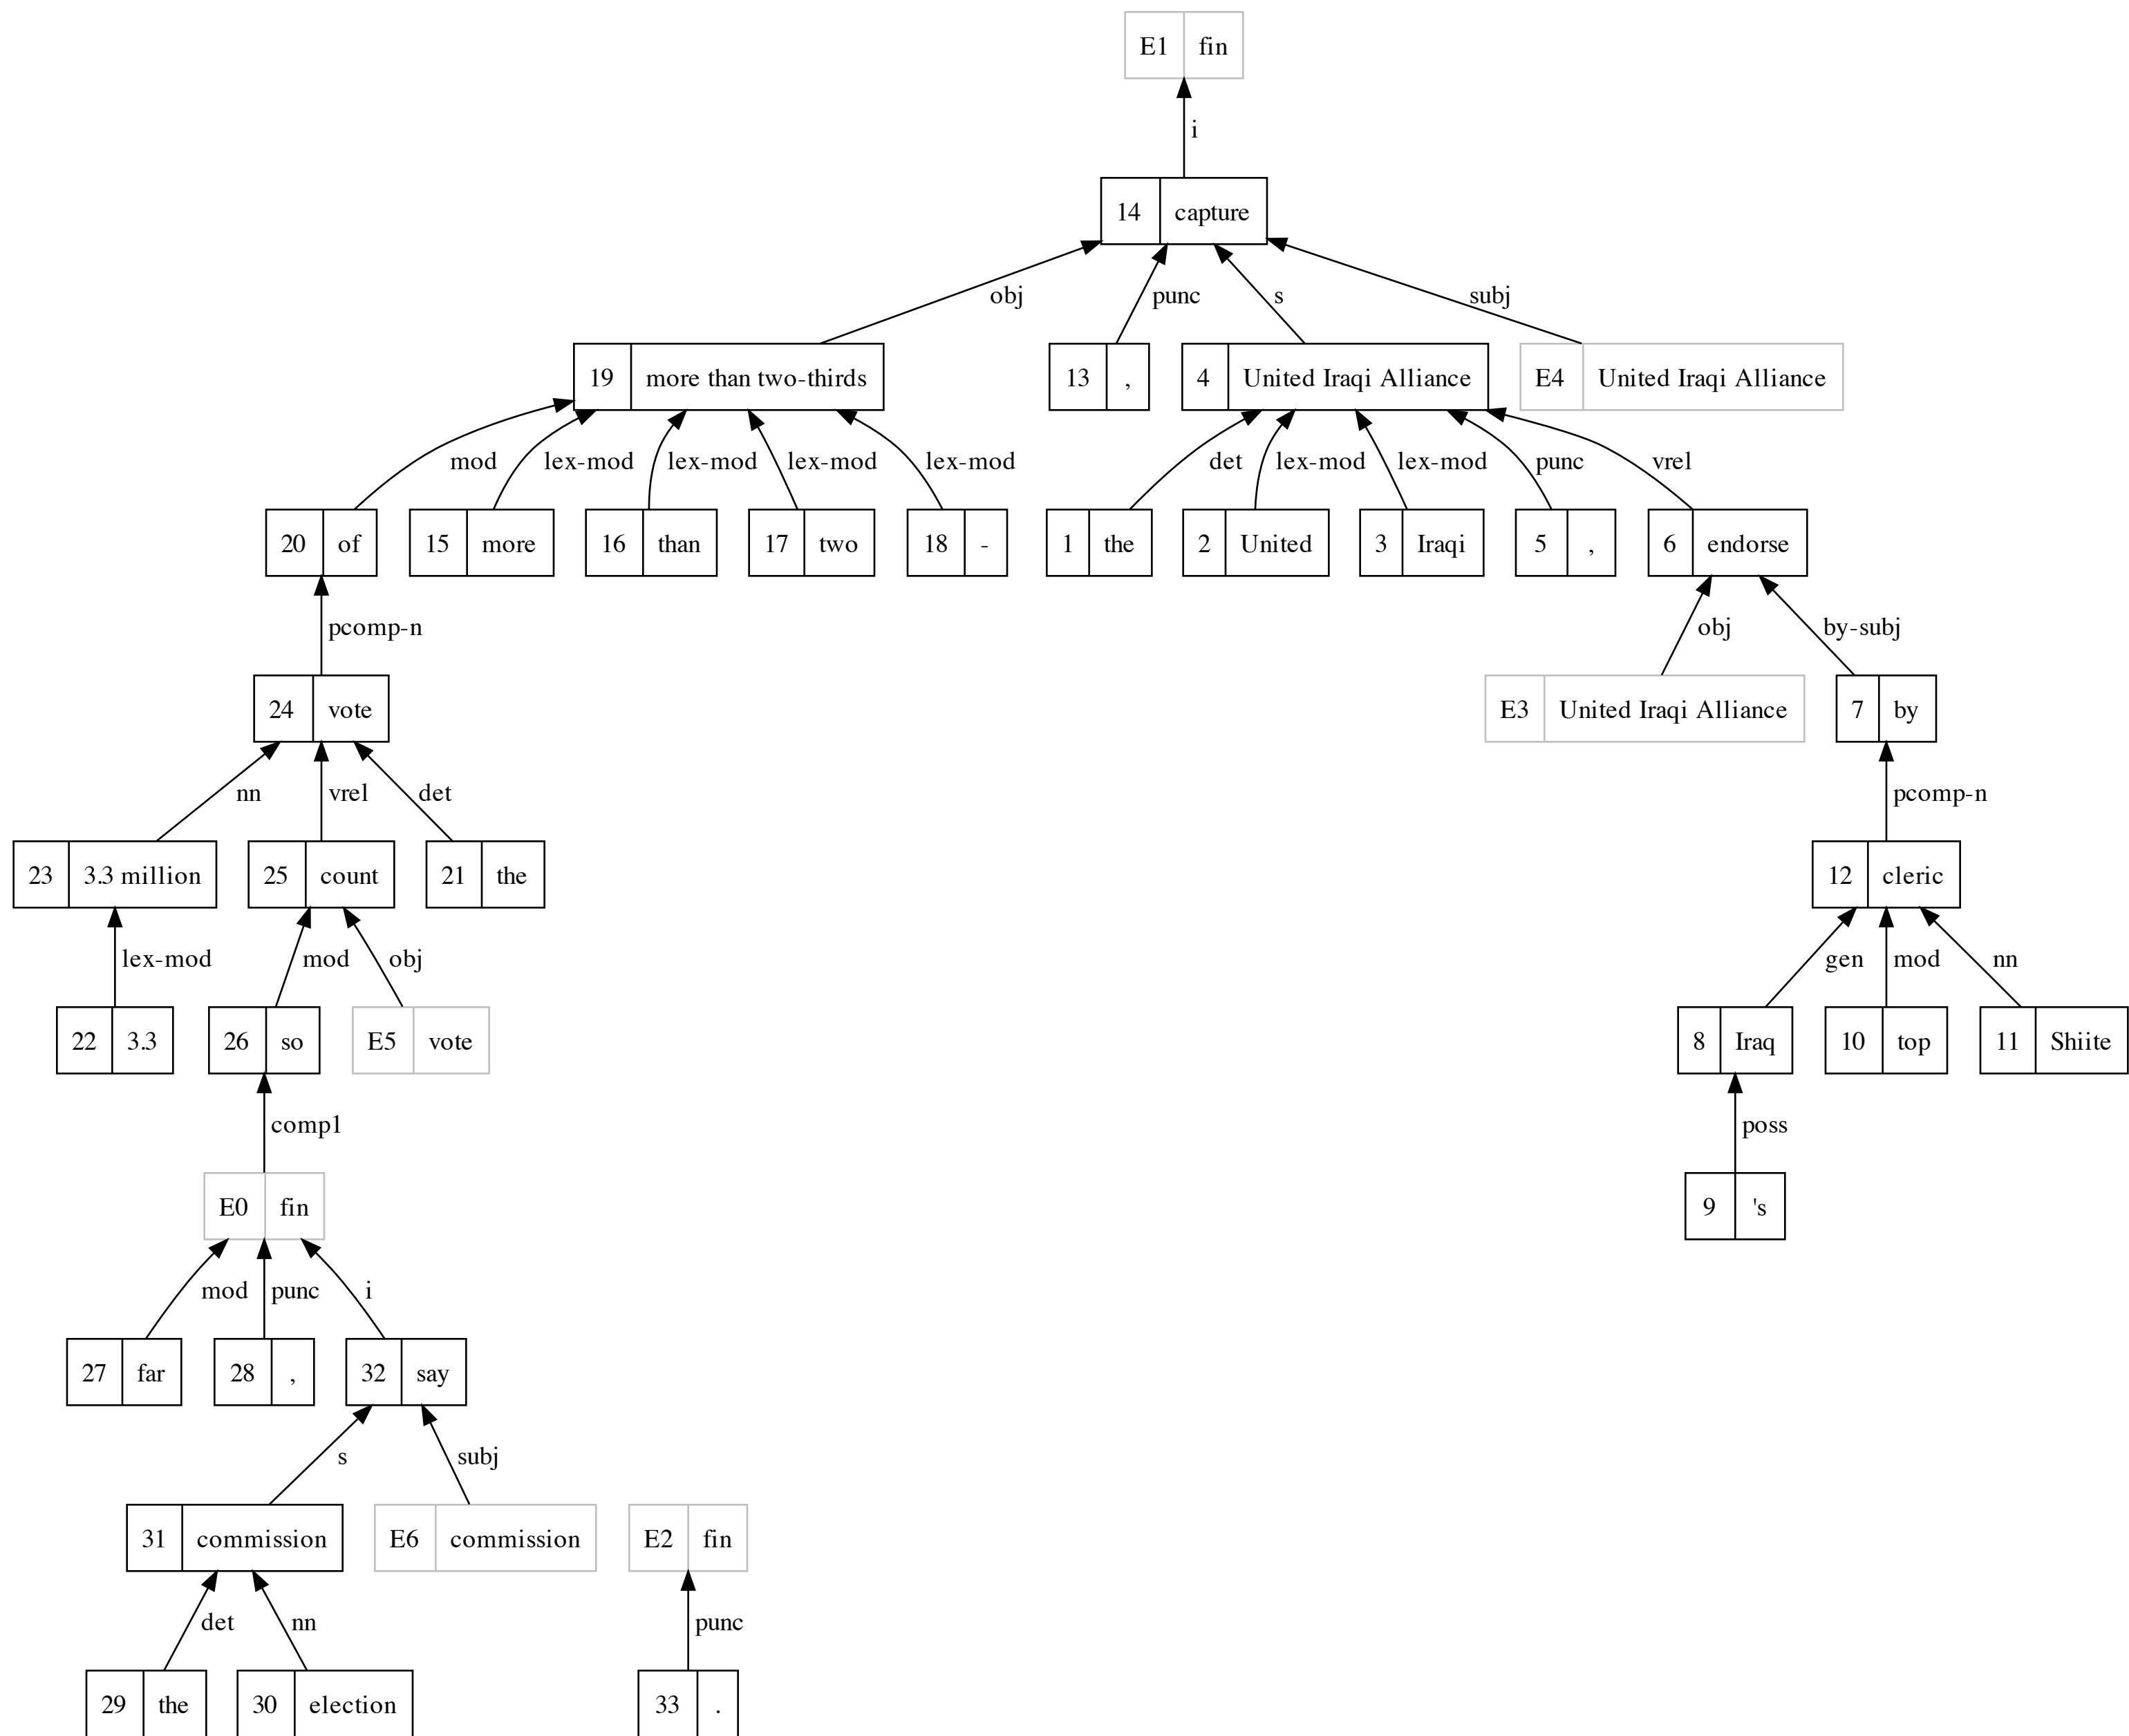 E1 fin
i
14 capture
obj punc s subj
19 more than two-thirds 13 , 4 United Iraqi Alliance E4 United Iraqi Alliance
mod lex-mod lex-mod lex-mod lex-mod det lex-mod lex-mod punc vrel
20 of 15 more 16 than 17 two 18 - 1 the 2 United 3 Iraqi 5 , 6 endorse
pcomp-n obj by-subj
24 vote E3 United Iraqi Alliance 7 by
nn vrel det pcomp-n
23 3.3 million 25 count 21 the 12 cleric
lex-mod mod obj gen mod nn
22 3.3 26 so E5 vote 8 Iraq 10 top 11 Shiite
comp1 poss
E0 fin 9 's
mod punc i
27 far 28 , 32 say
s subj
31 commission E6 commission E2 fin
det nn punc
29 the 30 election 33 .